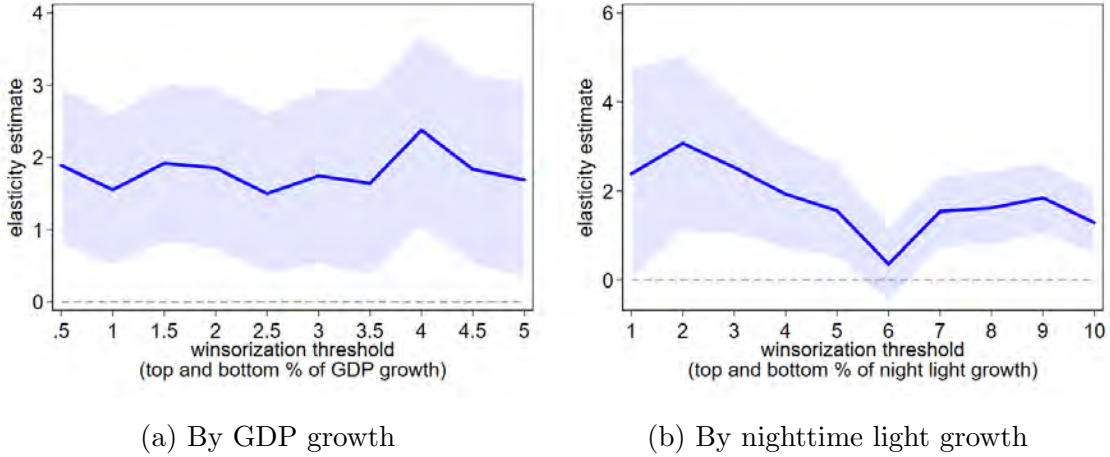 4
3
2
1
0
elasticity estimate
.5 1 1.5 2 2.5 3 3.5 4 4.5 5
winsorization threshold
(top and bottom % of GDP growth)
(a) By GDP growth
6
4
2
0
elasticity estimate
1 2 3 4 5 6 7 8 9 10
winsorization threshold
(top and bottom % of night light growth)
(b) By nighttime light growth